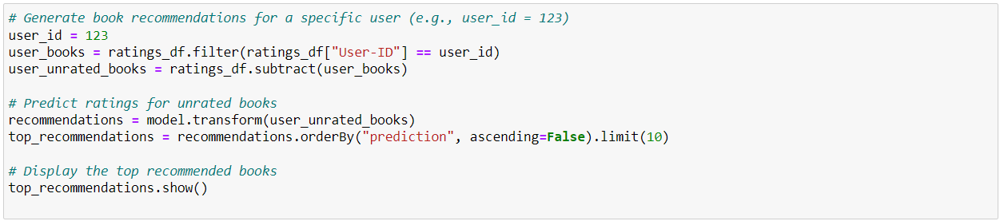 # Generate book recommendations for a specific user (e.g., user_id = 123)
user_id = 123
user_books = ratings_df.filter(ratings_df["User-ID"] == user_id)
user_unrated_books = ratings_df.subtract(user_books)
# Predict ratings for unrated books
recommendations = model.transform(user_unrated_books)
top_recommendations = recommendations.orderBy("prediction", ascending=False).limit(10)
# Display the top recommended books
top_recommendations.show()